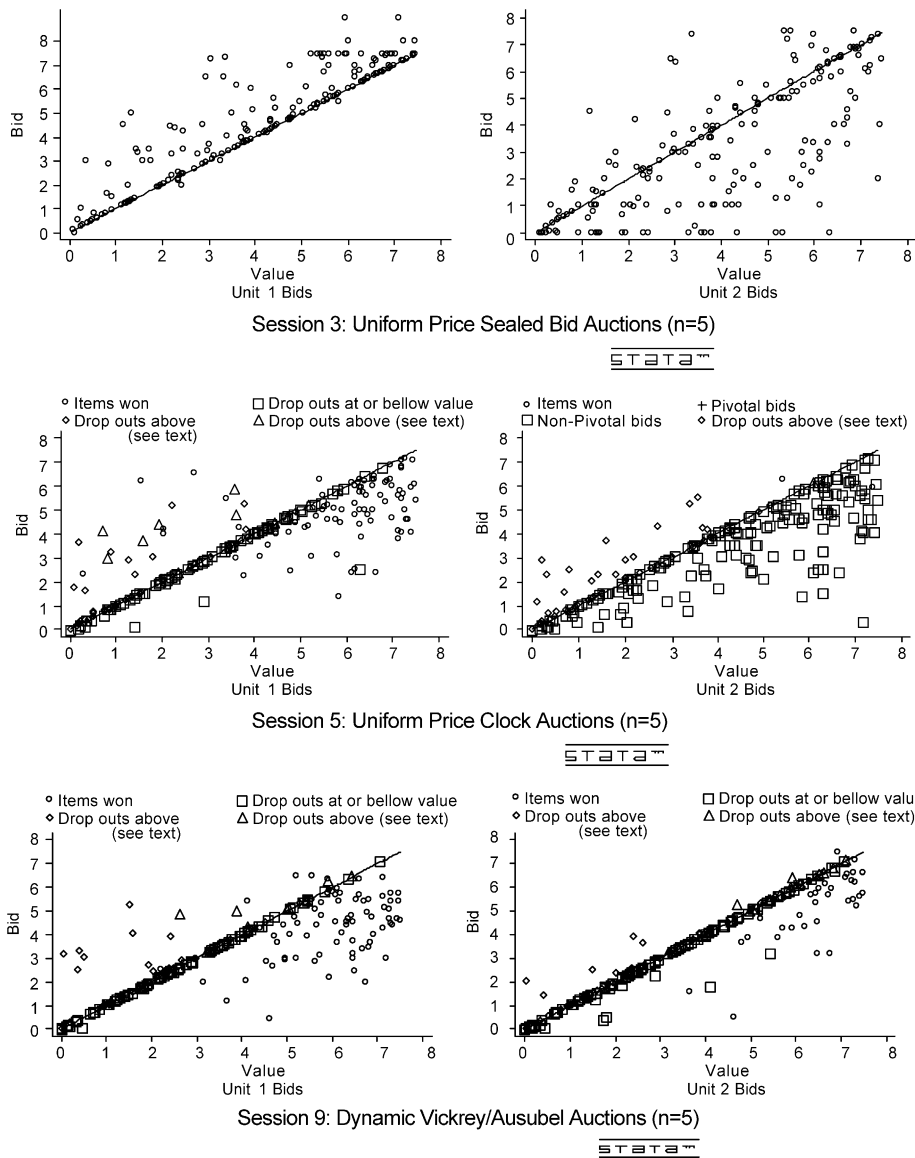 8
7
6
5
4
3
2
1
0
Bid
0 1 2 3 4 5 6 7 8
Value
Unit 1 Bids
8
7
6
5
4
3
2
1
0
Bid
0 1 2 3 4 5 6 7 8
Value
Unit 2 Bids
Session 3: Uniform Price Sealed Bid Auctions (n=5)
STaTa™
Items won
Drop outs at or bellow value
Drop outs above
(see text)
Drop outs above (see text)
8
7
6
5
4
3
2
1
0
Bid
0 1 2 3 4 5 6 7 8
Value
Unit 1 Bids
Items won
Pivotal bids
Non-Pivotal bids
Drop outs above (see text)
8
7
6
5
4
3
2
1
0
Bid
0 1 2 3 4 5 6 7 8
Value
Unit 2 Bids
Session 5: Uniform Price Clock Auctions (n=5)
STaTa™
Items won
Drop outs at or bellow value
Drop outs above
(see text)
Drop outs above (see text)
8
7
6
5
4
3
2
1
0
Bid
0 1 2 3 4 5 6 7 8
Value
Unit 1 Bids
Items won
Drop outs at or bellow valu
Drop outs above
(see text)
Drop outs above (see text)
8
7
6
5
4
3
2
1
0
Bid
0 1 2 3 4 5 6 7 8
Value
Unit 2 Bids
Session 9: Dynamic Vickrey/Ausubel Auctions (n=5)
STaTa™